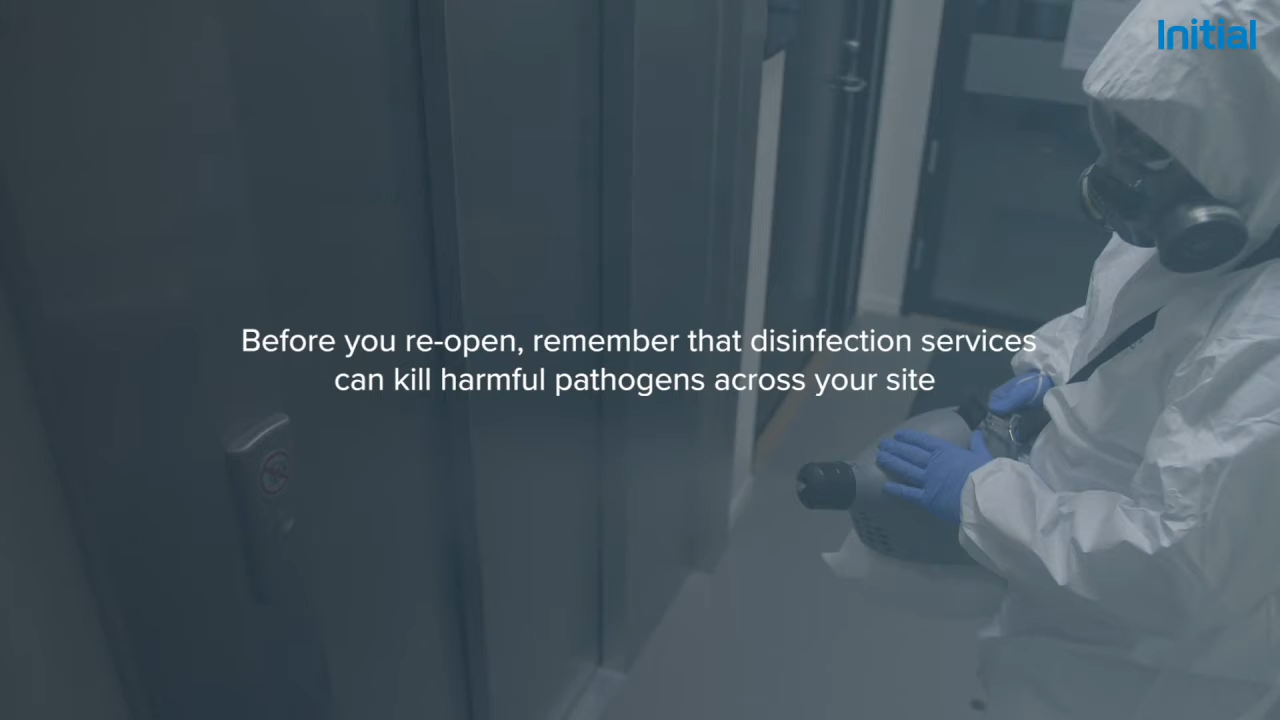 Initial
Before you re-open, remember that disinfection services
can kill harmful pathogens across your site